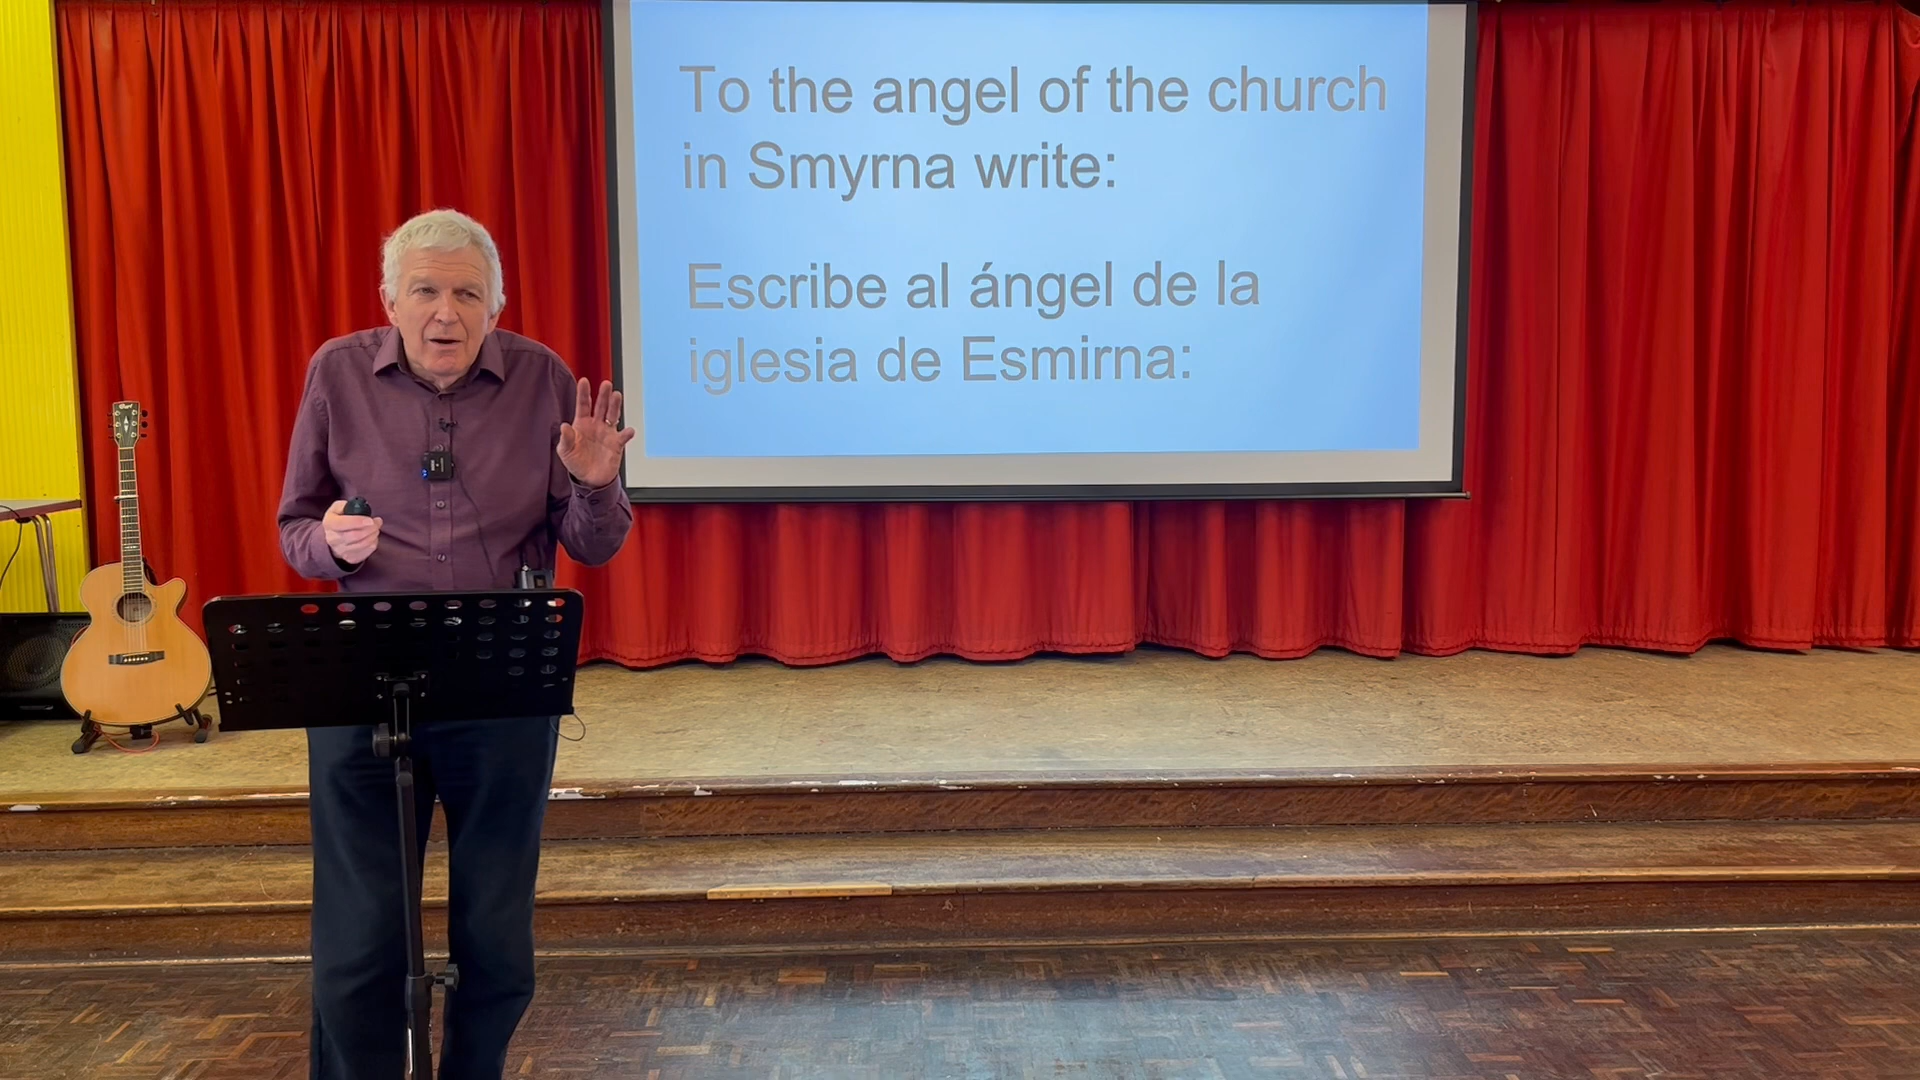 To the angel of the church
in Smyrna write:
Escribe al ángel de la
iglesia de Esmirna: